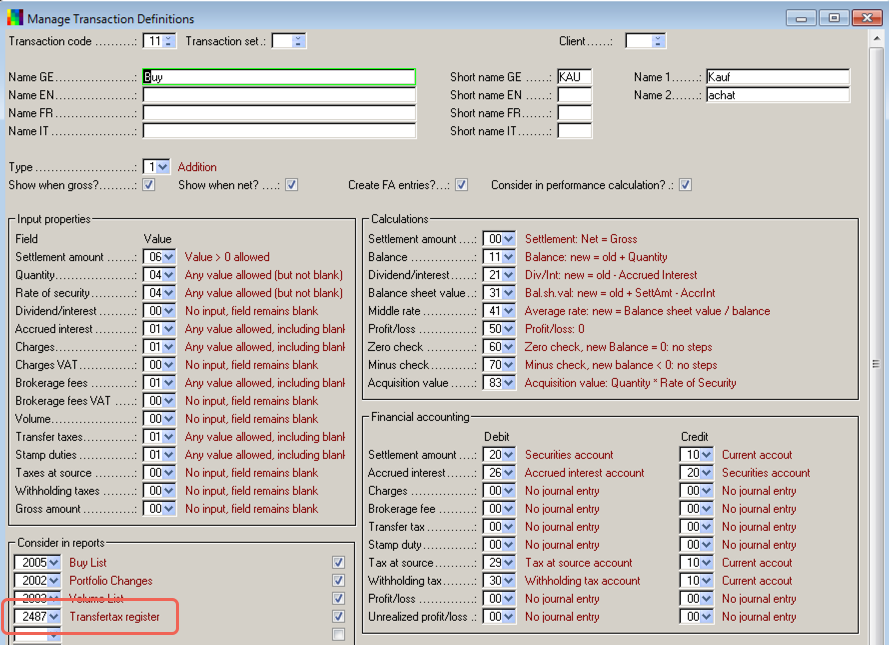 Manage Transaction Definitions
Transaction code ..........: 11 Transaction set .: Client......:
Name GE....................: Buy Short name GE ......: KAU Name 1......: Kauf
Name EN ...................: Short name EN .......: Name 2......: achat
Name FR....................: Short name FR.......:
Name IT ...................: Short name IT........:
Type .......................: 1 Addition
Show when gross?........: Show when net? ....: Create FA entries?...: Consider in performance calculation? .:
Input properties
Field Value
Settlement amount .......: 06 Value > 0 allowed
Quantity....................: 04 Any value allowed (but not blank)
Rate of security...........: 04 Any value allowed (but not blank)
Dividend/interest..........: 00 No input, field remains blank
Accrued interest ..........: 01 Any value allowed, including blank
Charges ...................: 01 Any value allowed, including blank
Charges VAT ..............: 00 No input, field remains blank
Brokerage fees ............: 01 Any value allowed, including blank
Brokerage fees VAT .....: 00 No input, field remains blank
Volume.....................: 00 No input, field remains blank
Transfer taxes.............: 01 Any value allowed, including blank
Stamp duties ..............: 01 Any value allowed, including blank
Taxes at source ..........: 00 No input, field remains blank
Withholding taxes ........: 00 No input, field remains blank
Gross amount .............: 00 No input, field remains blank
Calculations
Settlement amount ....: 00 Settlement: Net = Gross
Balance .................: 11 Balance: new = old + Quantity
Dividend/interest.......: 21 Div/Int: new = old - Accrued Interest
Balance sheet value ..: 31 Bal.sh.val: new = old + SettAmt - AccrInt
Middle rate .............: 41 Average rate: new = Balance sheet value / balance
Profit/loss ..............: 50 Profit/loss: 0
Zero check .............: 60 Zero check, new Balance = 0: no steps
Minus check............: 70 Minus check, new balance < 0: no steps
Acquisition value ......: 83 Acquisition value: Quantity * Rate of Security
Financial accounting
Debit Credit
Settlement amount ....: 20 Securities account 10 Current accout
Accrued interest .......: 26 Accrued interest account 20 Securities account
Charges ................: 00 No journal entry 00 No journal entry
Brokerage fee ..........: 00 No journal entry 00 No journal entry
Transfer tax ............: 00 No journal entry 00 No journal entry
Stamp duty..............: 00 No journal entry 00 No journal entry
Tax at source ..........: 29 Tax at source account 10 Current accout
Withholding tax.........: 30 Withholding tax account 10 Current accout
Profit/loss ..............: 00 No journal entry 00 No journal entry
Unrealized profit/loss .: 00 No journal entry 00 No journal entry
Consider in reports
2005 Buy List
2002 Portfolio Changes
2003 Volume List
2487 Transfertax register